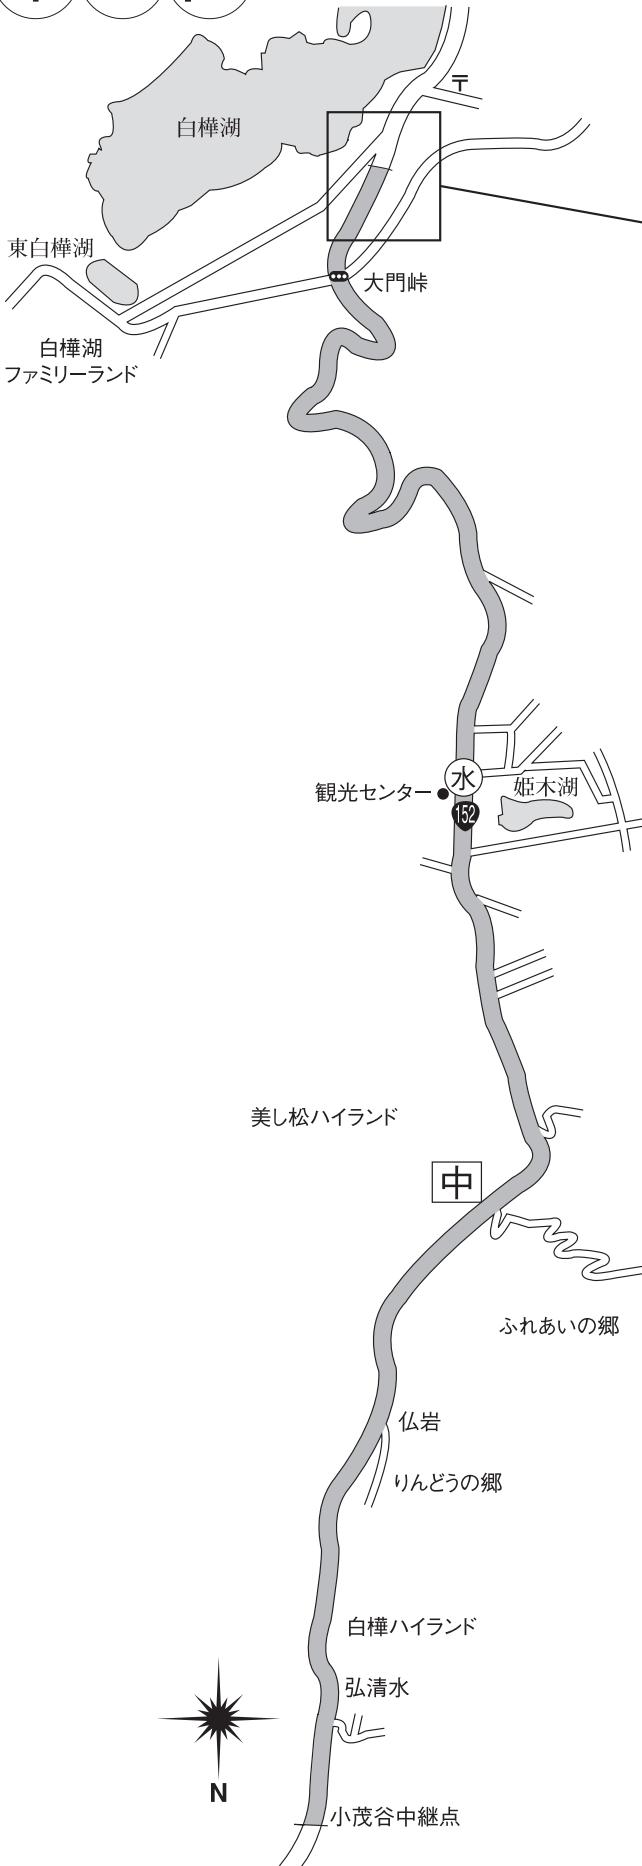 〒
白樺湖
東白樺湖
大門峠
白樺湖
ファミリーランド
水
観光センター
姫木湖
152
美し松ハイランド
中
ふれあいの郷
仏岩
りんどうの郷
白樺ハイランド
弘清水
N
小茂谷中継点